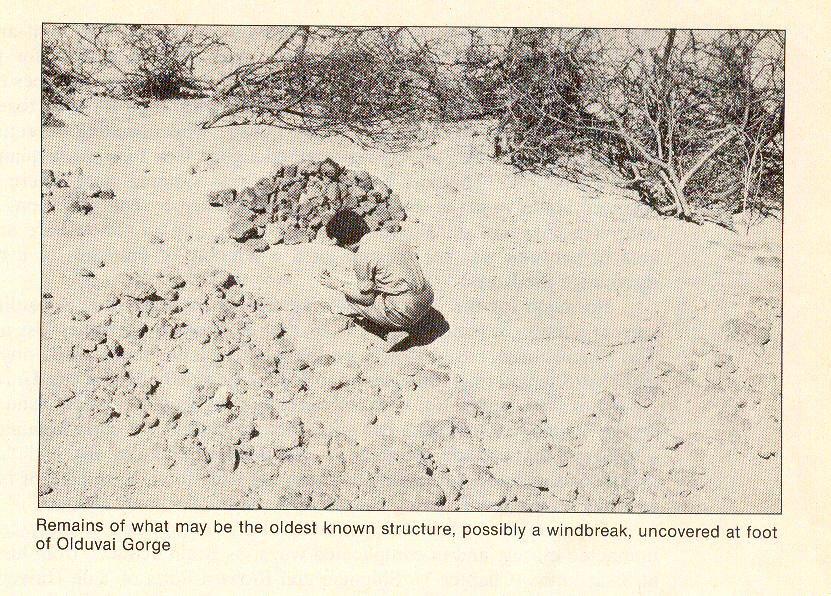 Remains of what may be the oldest known structure, possibly a windbreak, uncovered at foot
of Olduvai Gorge